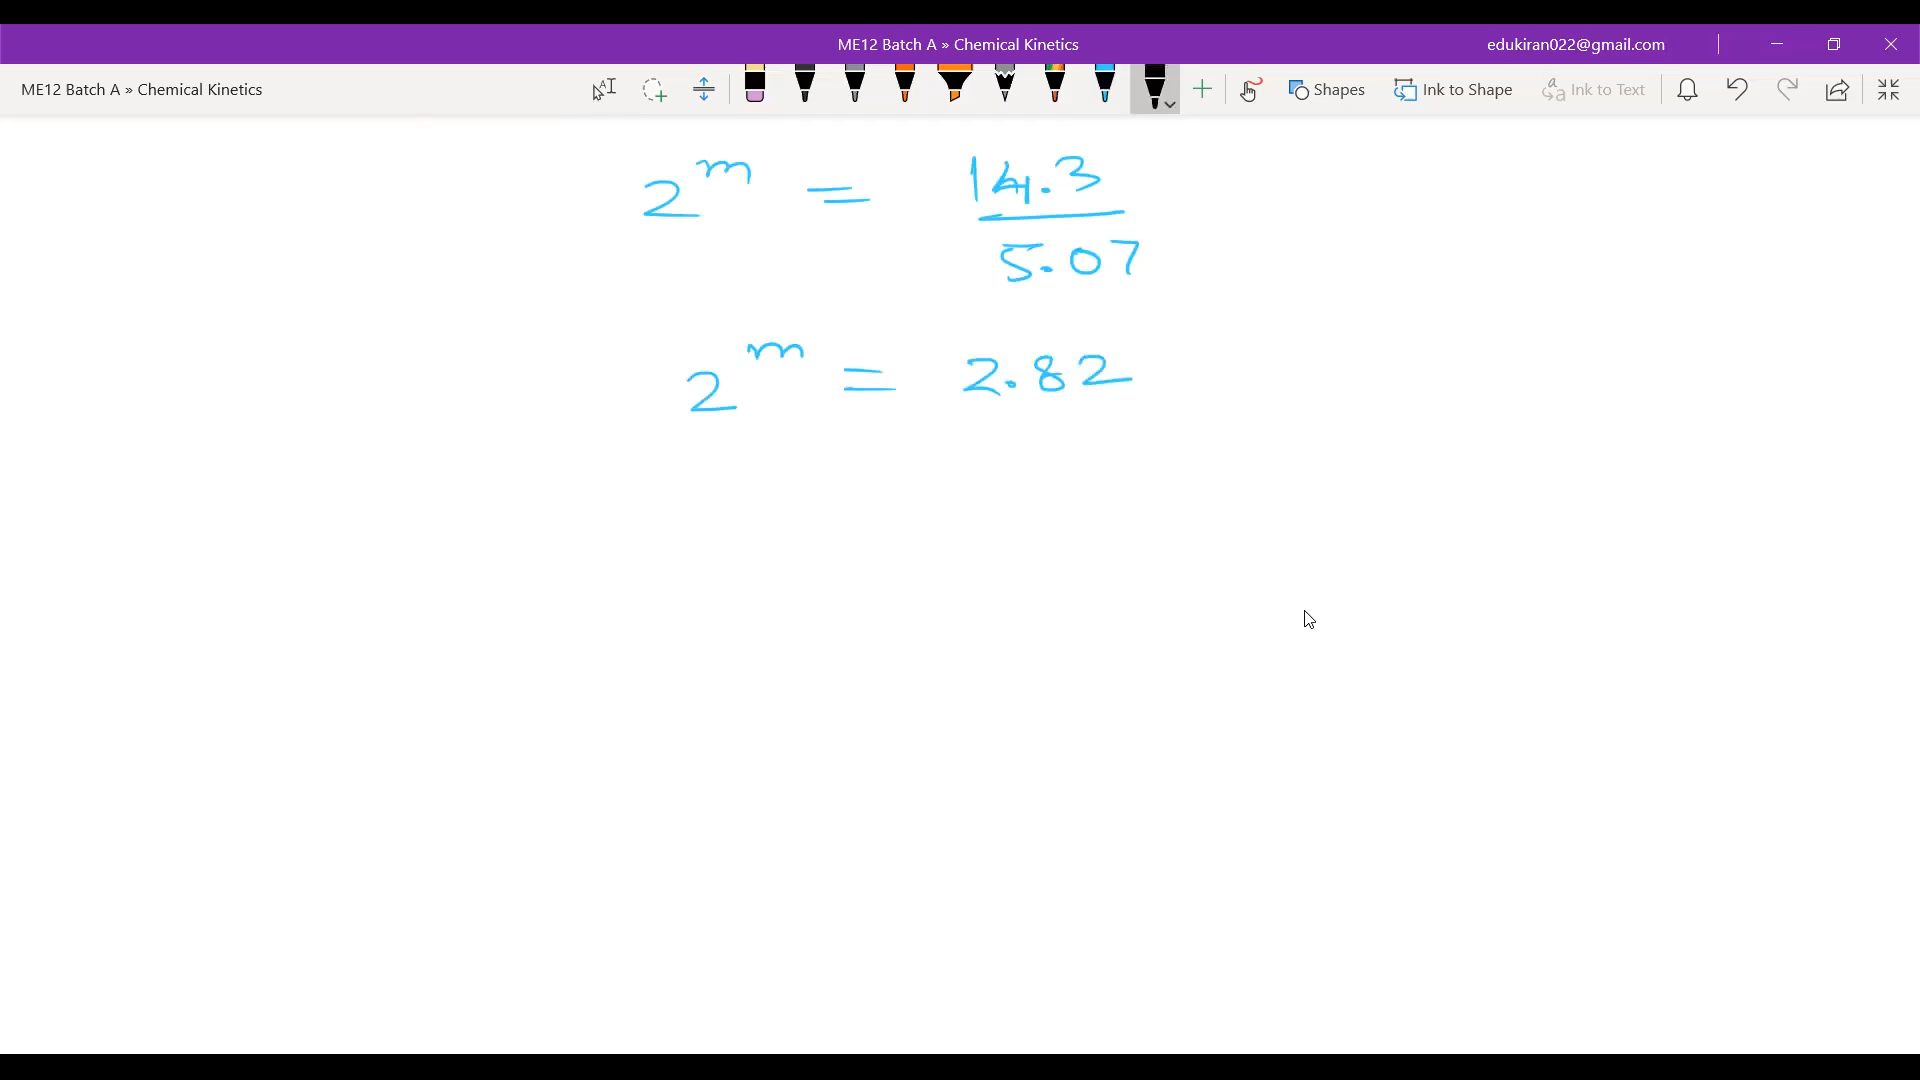 ME12 Batch A » Chemical Kinetics
edukiran022@gmail.com
ME12 Batch A » Chemical Kinetics
Shapes
Ink to Shape
Ink to Text
2^m = 14.3 / 5.07
2^m = 2.82